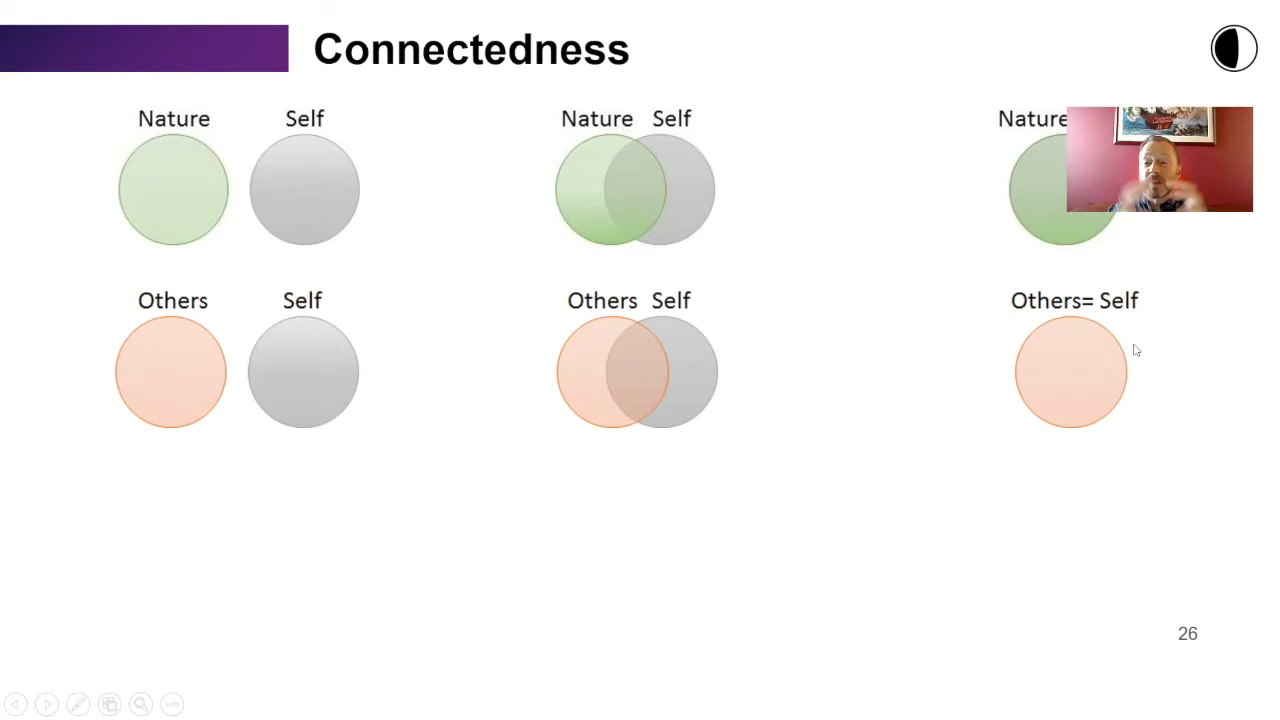 Connectedness
Nature Self
Nature Self
Nature
Others Self
Others Self
Others= Self
26